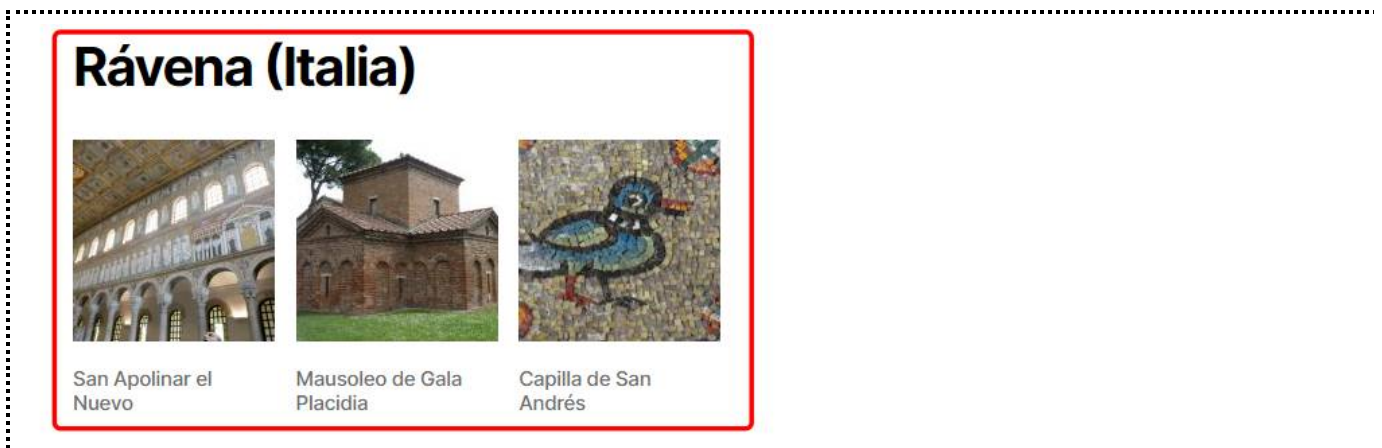 Rávena (Italia)
San Apolinar el
Nuevo
Mausoleo de Gala
Placidia
Capilla de San
Andrés